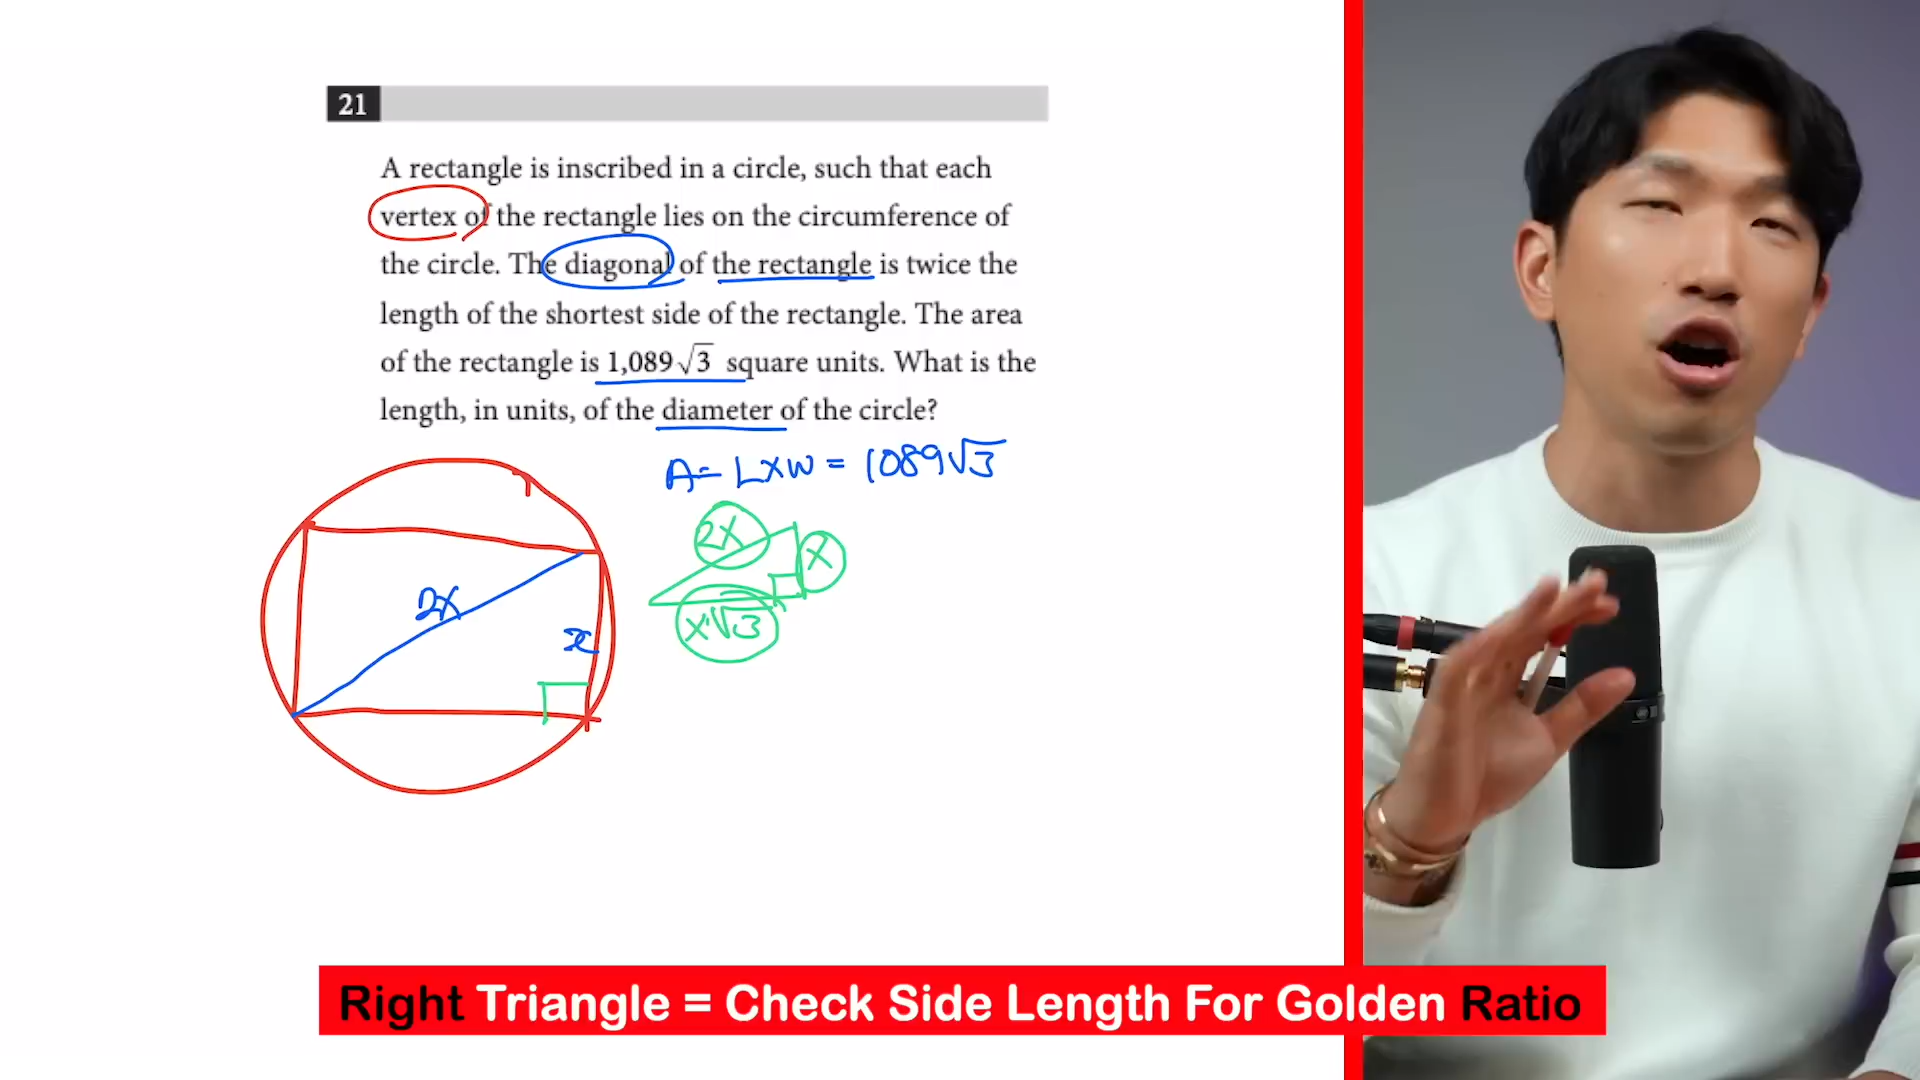 21
A rectangle is inscribed in a circle, such that each
vertex of the rectangle lies on the circumference of
the circle. The diagonal of the rectangle is twice the
length of the shortest side of the rectangle. The area
of the rectangle is 1,089√3 square units. What is the
length, in units, of the diameter of the circle?
A = L×W = 1089√3
2x
x
x√3
2x
x
Right Triangle = Check Side Length For Golden Ratio